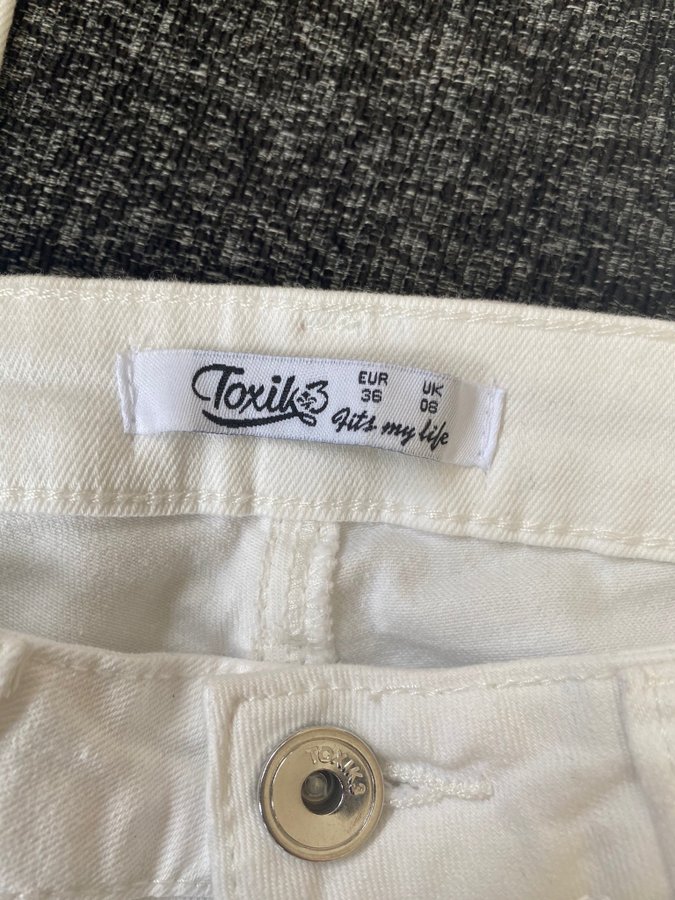 Toxik3
EUR
36
UK
08
Fits my life
TOXIK3